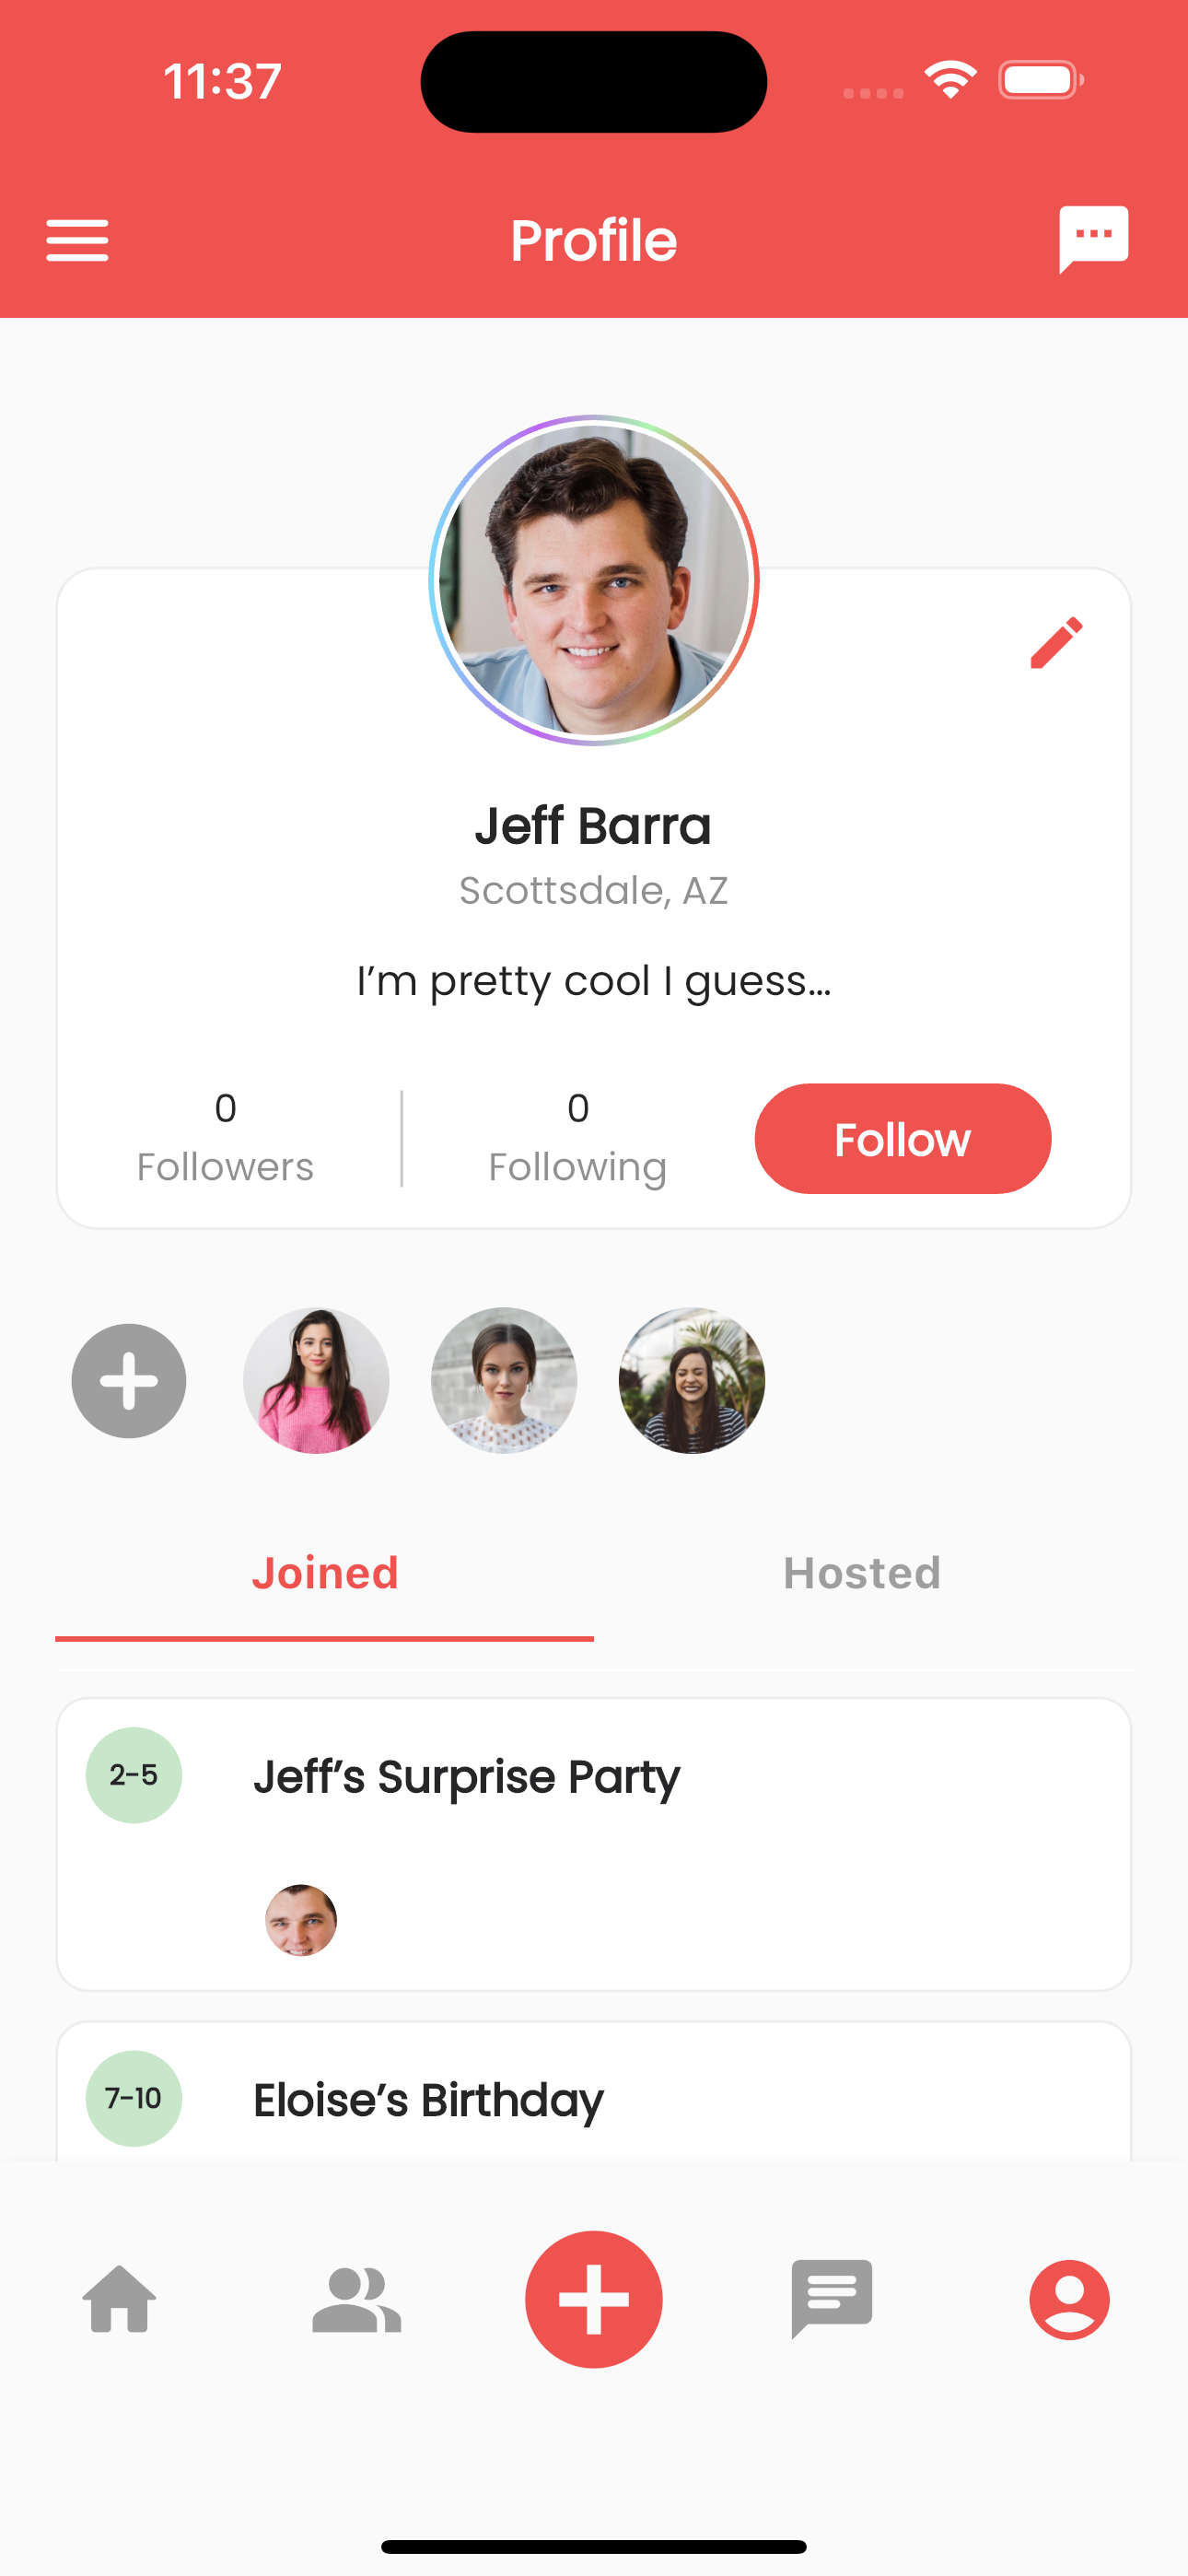 11:37
Profile
Jeff Barra
Scottsdale, AZ
I’m pretty cool I guess...
0
Followers
0
Following
Follow
Joined
Hosted
2-5
Jeff’s Surprise Party
7-10
Eloise’s Birthday